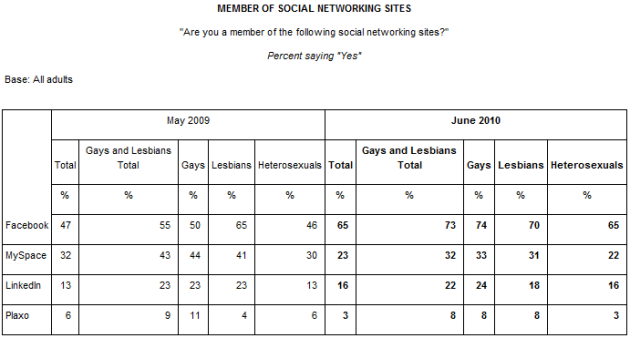 MEMBER OF SOCIAL NETWORKING SITES
"Are you a member of the following social networking sites?"
Percent saying "Yes"
Base: All adults
May 2009 June 2010
Total Gays and Lesbians Total Gays Lesbians Heterosexuals Total Gays and Lesbians Total Gays Lesbians Heterosexuals
% % % % % % % % % %
Facebook 47 55 50 65 46 65 73 74 70 65
MySpace 32 43 44 41 30 23 32 33 31 22
LinkedIn 13 23 23 23 13 16 22 24 18 16
Plaxo 6 9 11 4 6 3 8 8 8 3